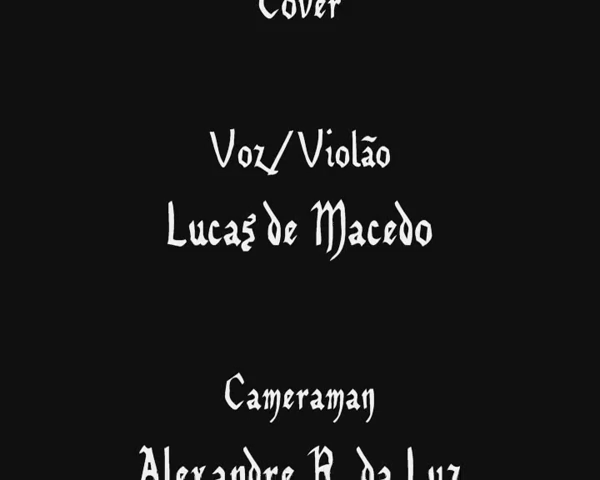 Cover
Voz/Violão
Lucas de Macedo
Cameraman
Alexandre R. da Luz